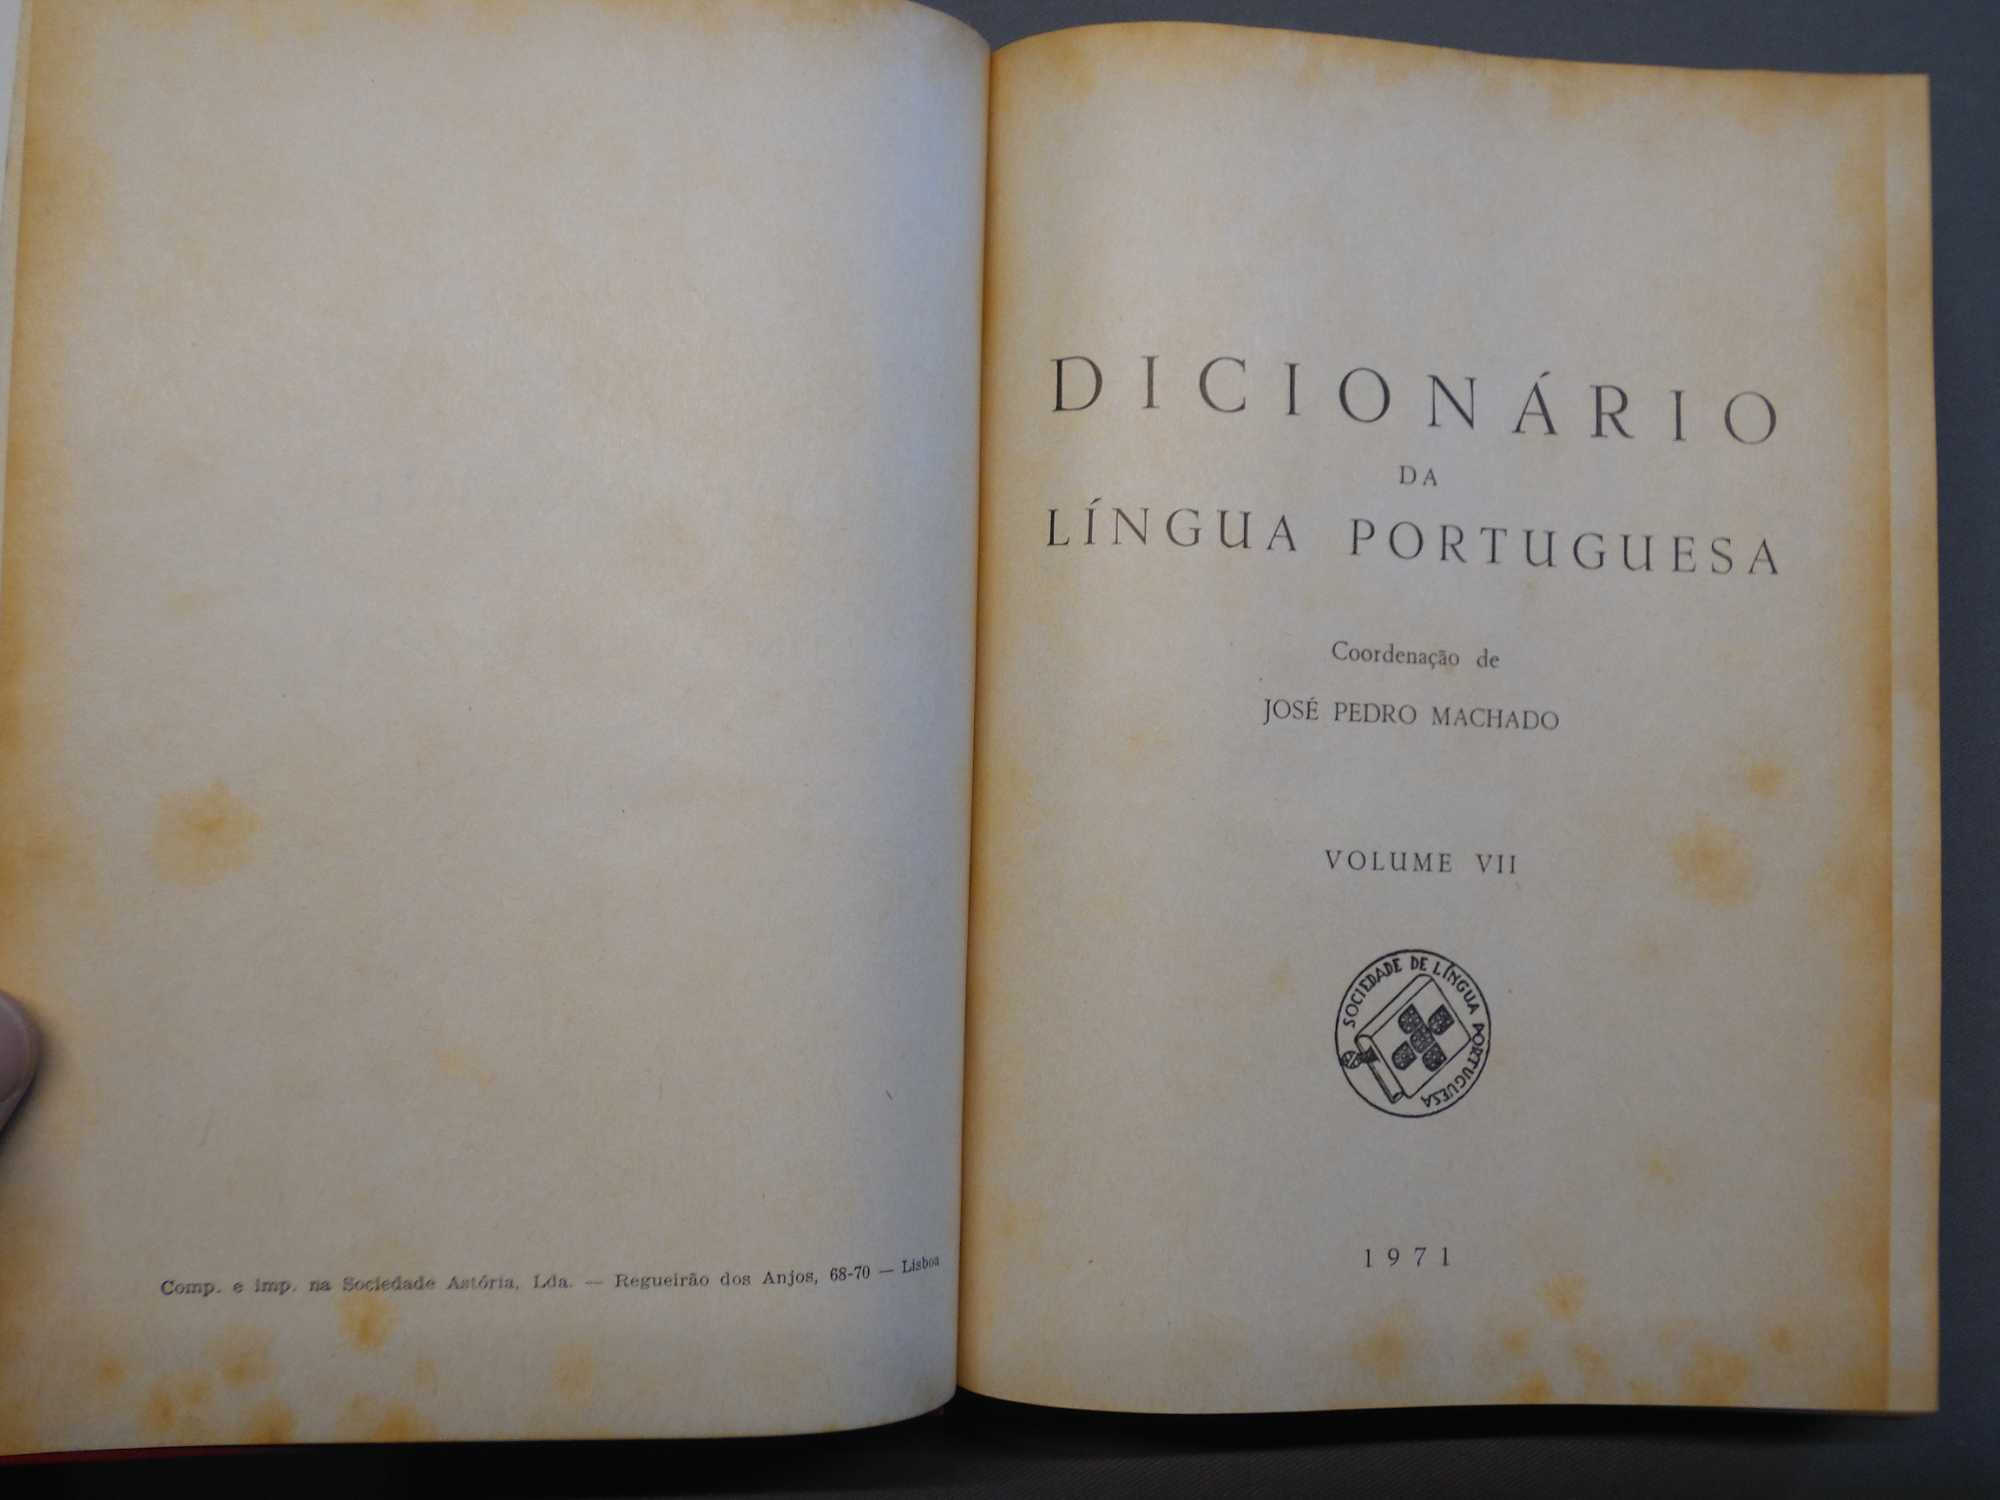 Comp. e imp. na Sociedade Astória, Lda. — Regueirão dos Anjos, 68-70 — Lisboa
DICIONÁRIO
DA
LÍNGUA PORTUGUESA
Coordenação de
JOSÉ PEDRO MACHADO
VOLUME VII
SOCIEDADE DE LÍNGUA PORTUGUESA
1971